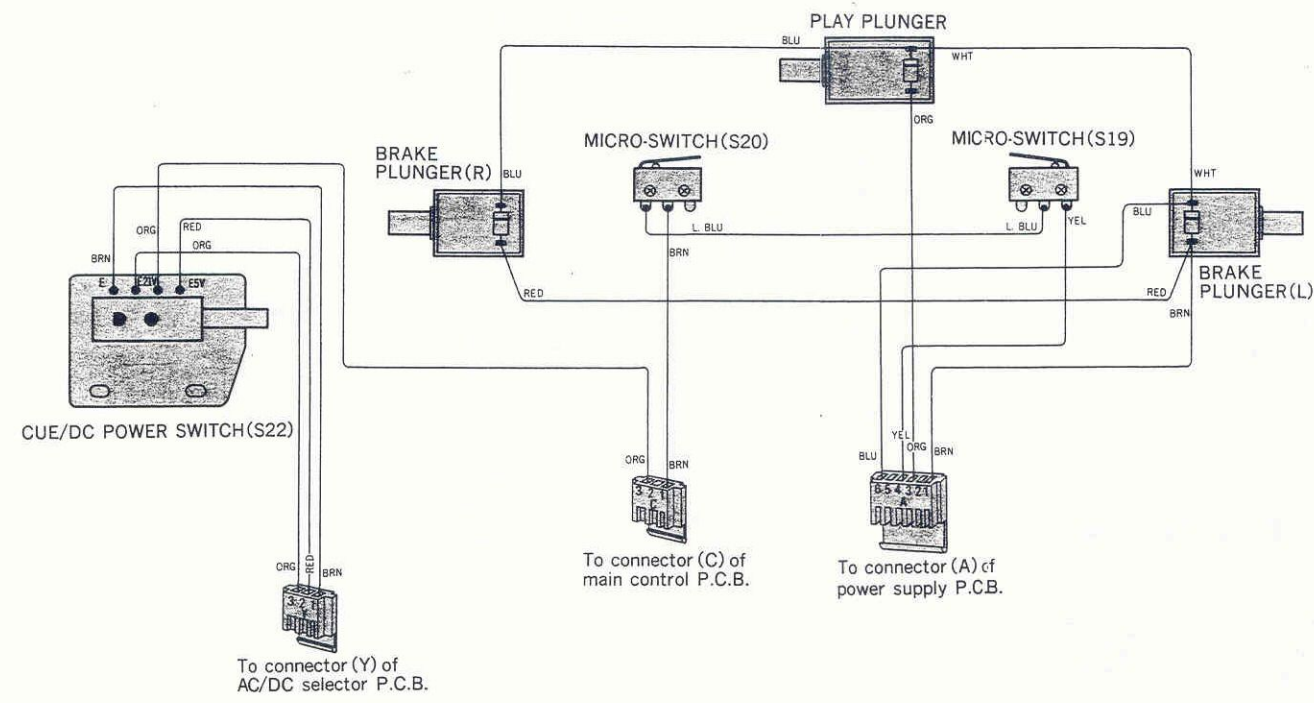 PLAY PLUNGER
BLU
WHT
ORG
MICRO-SWITCH(S20)
MICRO-SWITCH(S19)
BRAKE
PLUNGER(R)
BLU
WHT
BLU
ORG
RED
ORG
BRN
L. BLU
L. BLU
YEL
BRN
E
E21V
E5V
BRAKE
PLUNGER(L)
RED
RED
BRN
CUE/DC POWER SWITCH(S22)
ORG
BRN
BLU
YEL
ORG
BRN
3 2 1
C
6 5 4 3 2 1
A
To connector (C) of
main control P.C.B.
To connector (A) of
power supply P.C.B.
ORG
RED
BRN
3 2 1
Y
To connector (Y) of
AC/DC selector P.C.B.